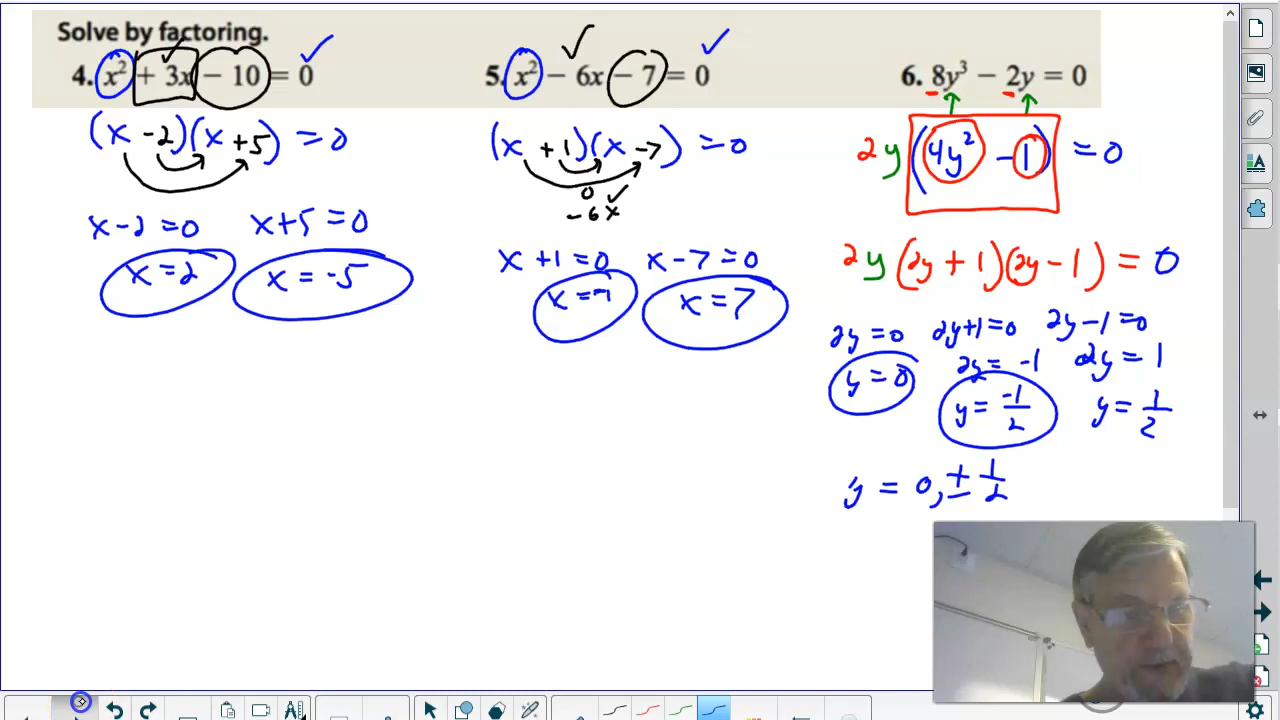 Solve by factoring.
4. x² + 3x − 10 = 0
(x −2)(x +5) = 0
x−2 =0 x+5 =0
x=2 x = −5
5. x² − 6x − 7 = 0
(x +1)(x −7) =0
0
−6x
x +1=0 x−7 =0
x =7
6. 8y³ − 2y = 0
2y (4y² −1) =0
2y (2y +1)(2y −1) = 0
2y =0 2y+1=0 2y−1=0
y=0 2y= −1 2y= 1
y= −1/2 y= 1/2
y = 0, ± 1/2